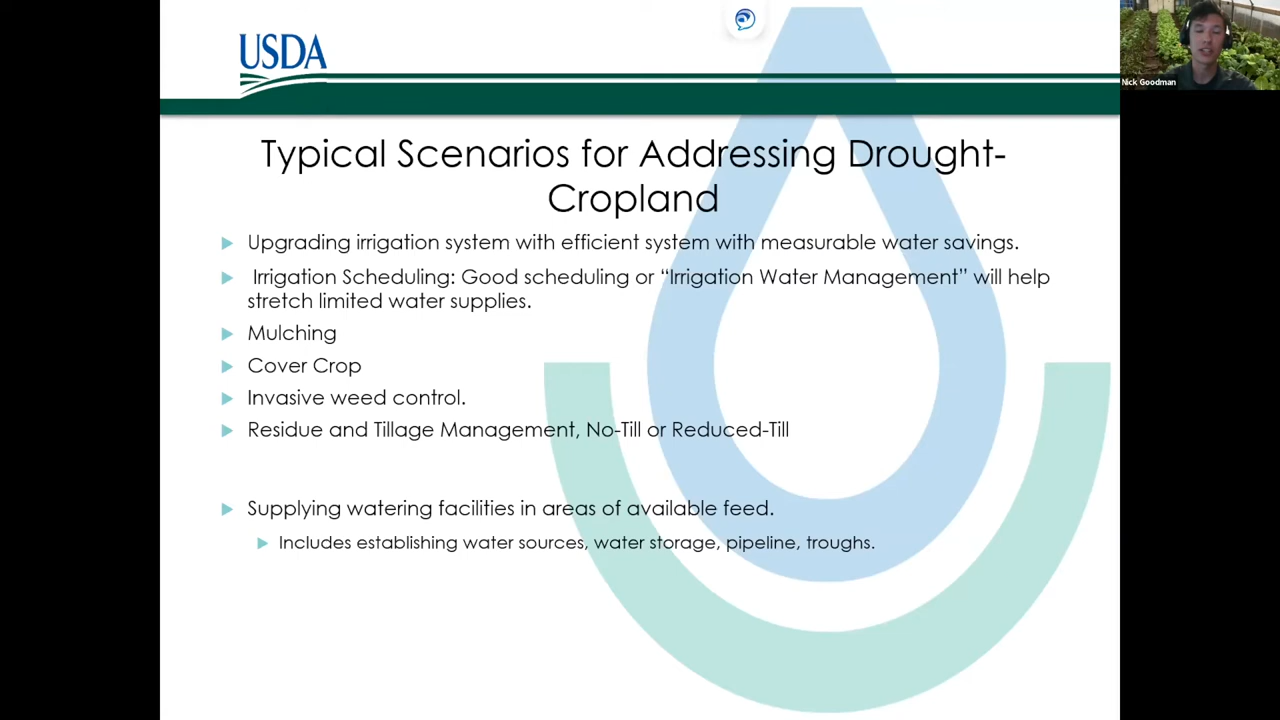 USDA
Nick Goodman
Typical Scenarios for Addressing Drought-
Cropland
Upgrading irrigation system with efficient system with measurable water savings.
Irrigation Scheduling: Good scheduling or “Irrigation Water Management” will help
stretch limited water supplies.
Mulching
Cover Crop
Invasive weed control.
Residue and Tillage Management, No-Till or Reduced-Till
Supplying watering facilities in areas of available feed.
Includes establishing water sources, water storage, pipeline, troughs.